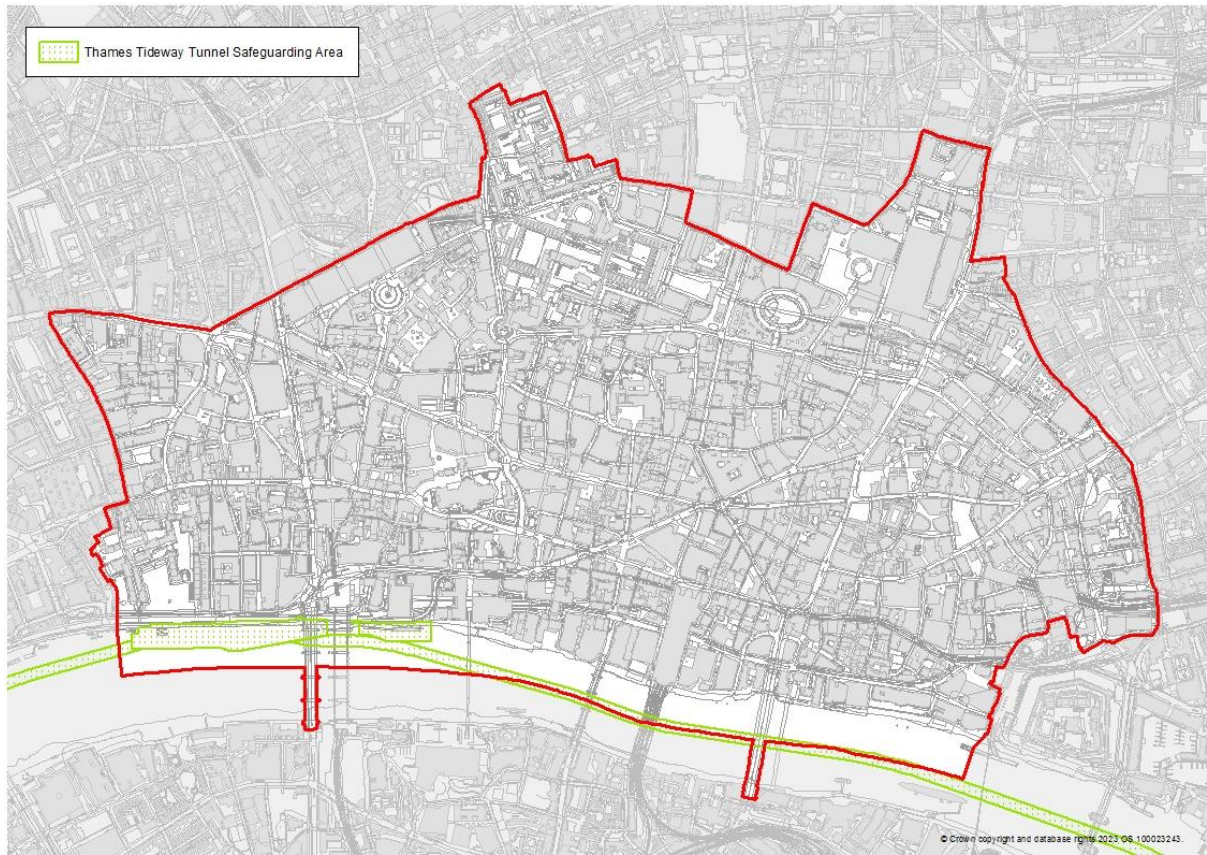 Thames Tideway Tunnel Safeguarding Area
© Crown copyright and database rights 2023 OS 100023243.